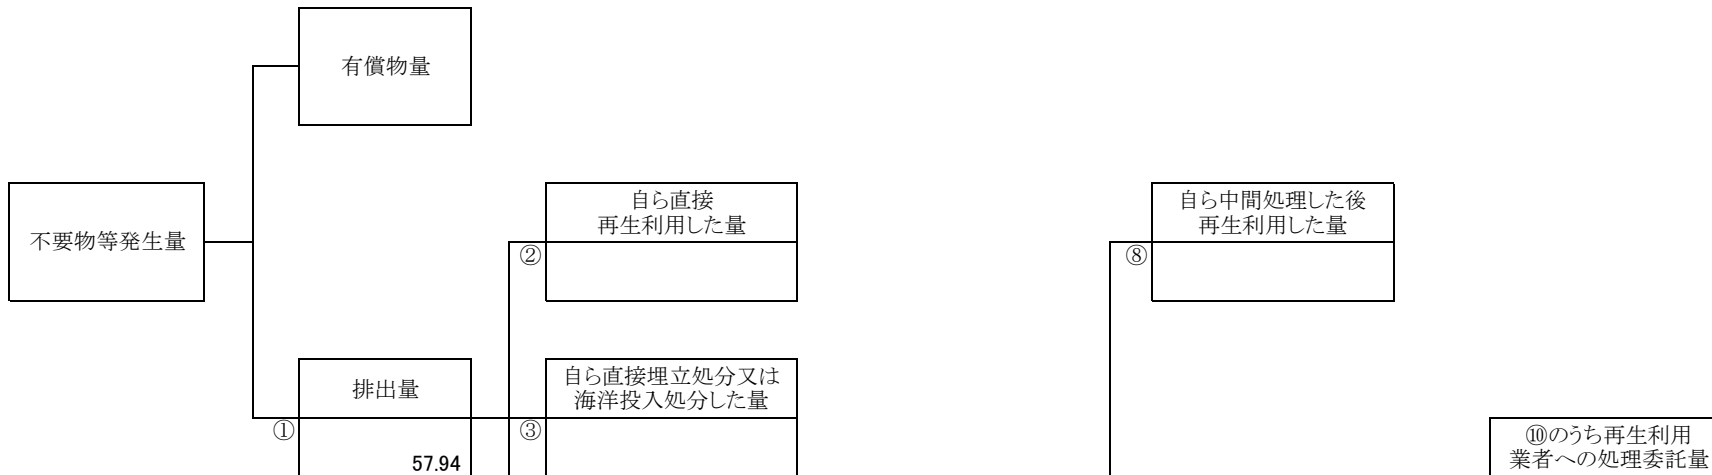 有償物量
不要物等発生量
自ら直接
再生利用した量
②
自ら中間処理した後
再生利用した量
⑧
排出量
①
57.94
自ら直接埋立処分又は
海洋投入処分した量
③
⑩のうち再生利用
業者への処理委託量